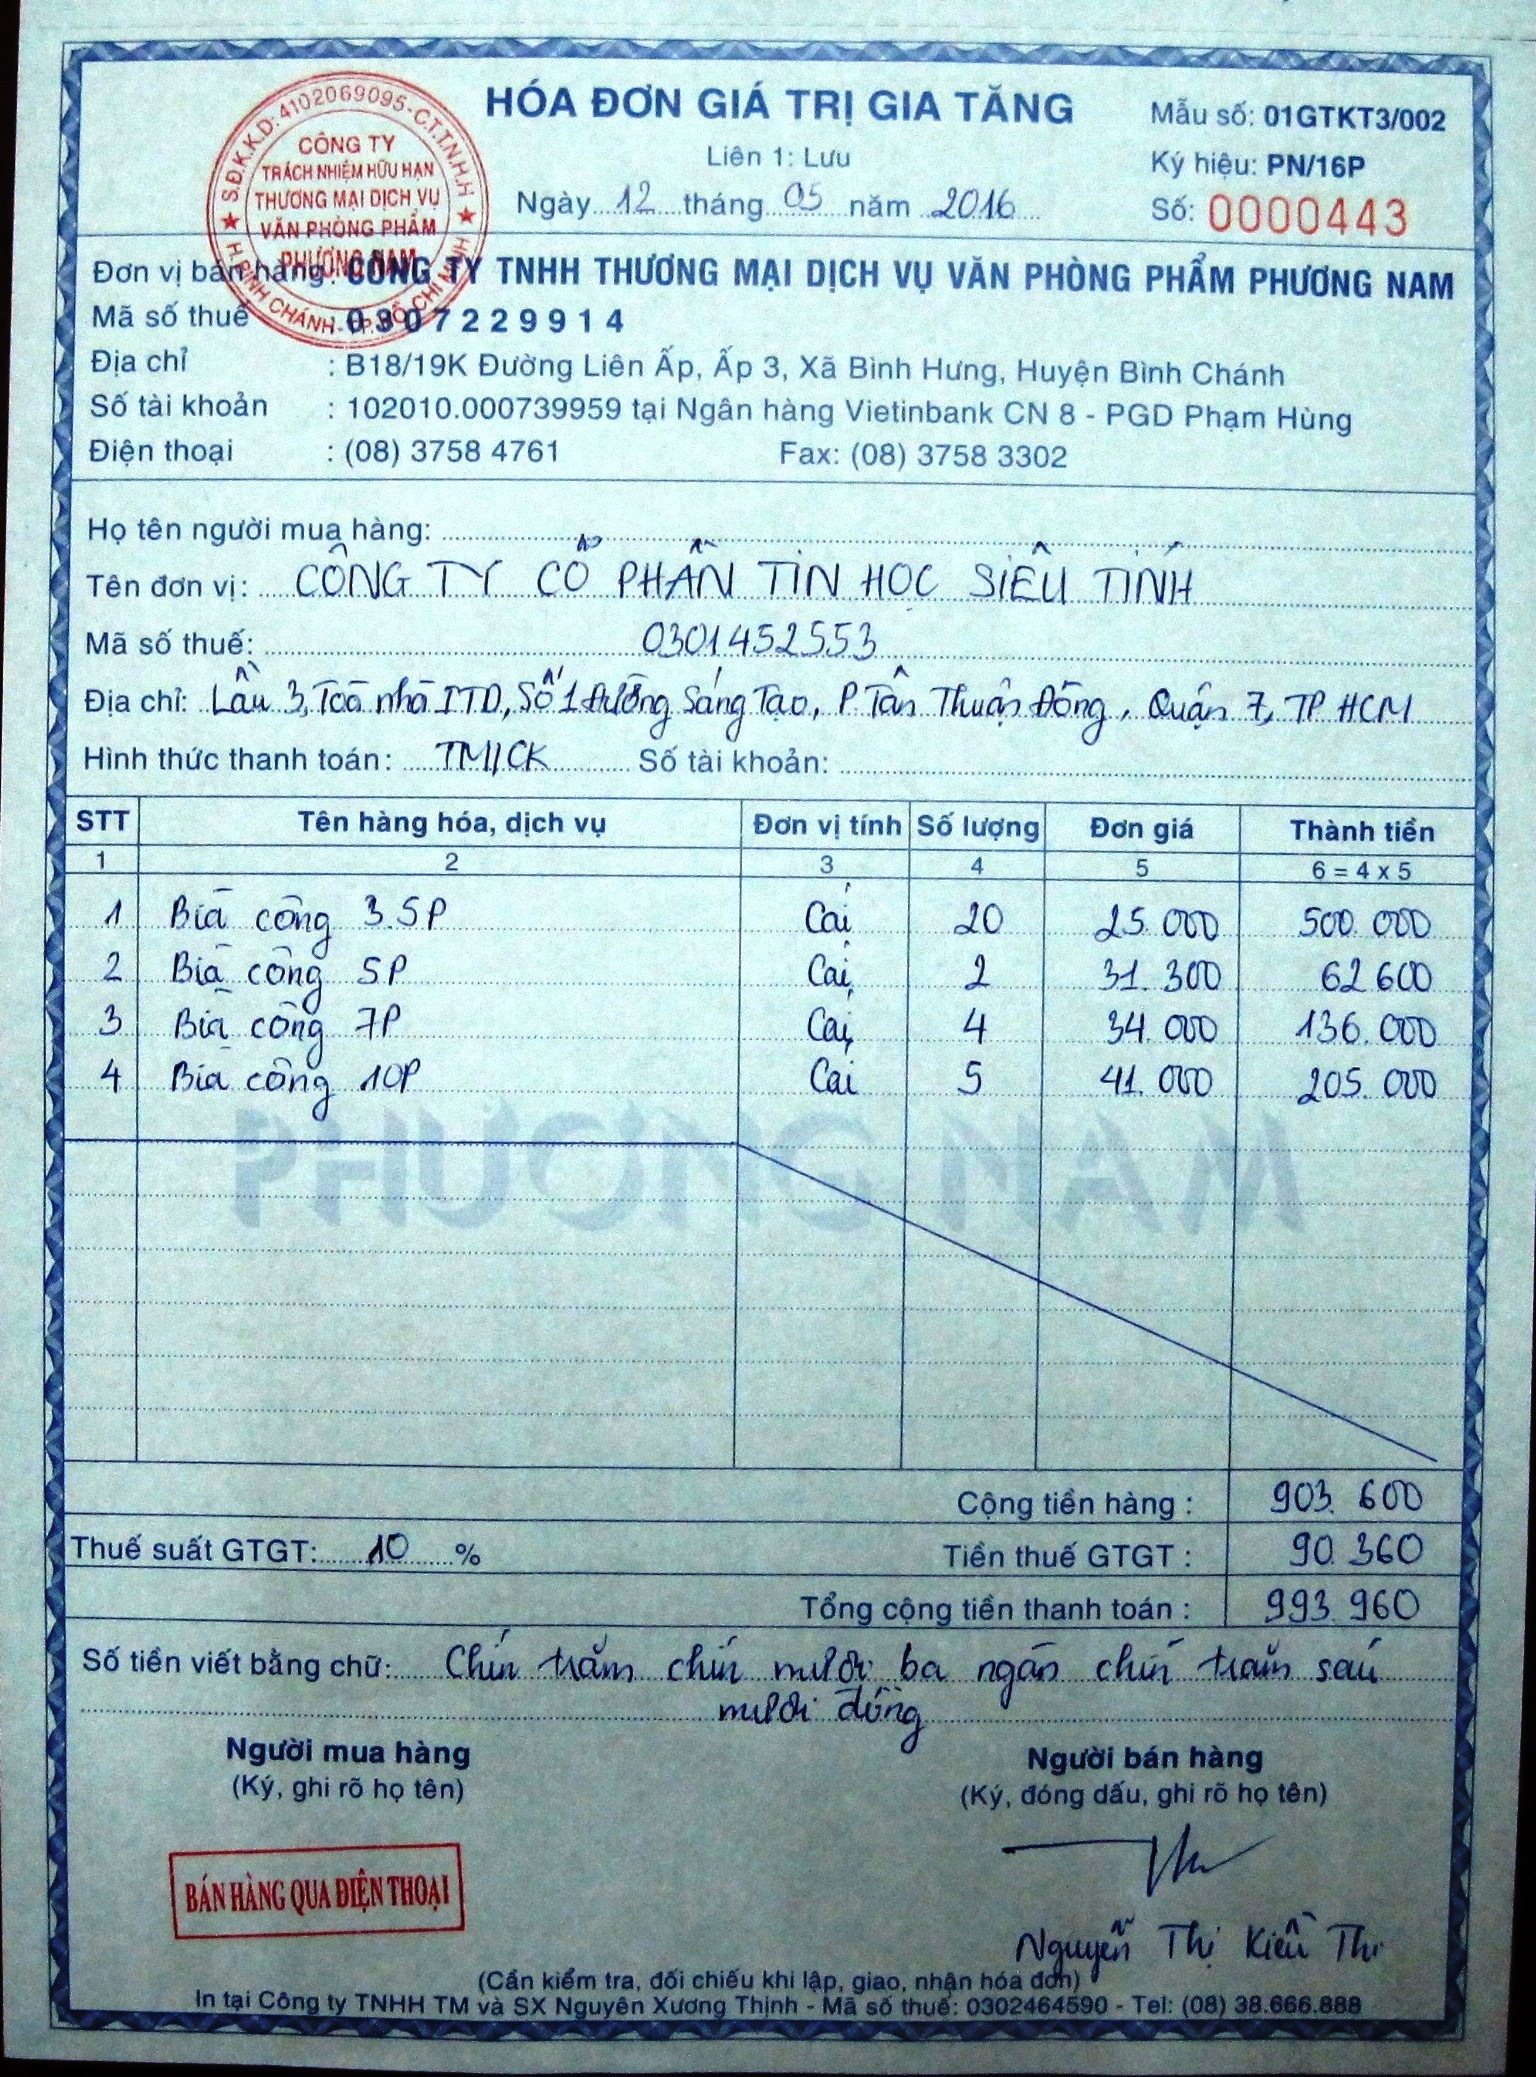 HÓA ĐƠN GIÁ TRỊ GIA TĂNG
Mẫu số: 01GTKT3/002
Liên 1: Lưu
Ký hiệu: PN/16P
Ngày 12 tháng 05 năm 2016
Số: 0000443
S.Đ.K.K.D: 4102069095-C.T.T.N.H.H
CÔNG TY
TRÁCH NHIỆM HỮU HẠN
THƯƠNG MẠI DỊCH VỤ
VĂN PHÒNG PHẨM
PHƯƠNG NAM
H. BÌNH CHÁNH - TP. HỒ CHÍ MINH
Đơn vị bán hàng: CÔNG TY TNHH THƯƠNG MẠI DỊCH VỤ VĂN PHÒNG PHẨM PHƯƠNG NAM
Mã số thuế : 0307229914
Địa chỉ : B18/19K Đường Liên Ấp, Ấp 3, Xã Bình Hưng, Huyện Bình Chánh
Số tài khoản : 102010.000739959 tại Ngân hàng Vietinbank CN 8 - PGD Phạm Hùng
Điện thoại : (08) 3758 4761 Fax: (08) 3758 3302
Họ tên người mua hàng:
Tên đơn vị: CÔNG TY CỔ PHẦN TIN HỌC SIÊU TÍNH
Mã số thuế: 0301452553
Địa chỉ: Lầu 3, Toà nhà ITD, Số 1 đường Sáng Tạo, P Tân Thuận Đông, Quận 7, TP HCM
Hình thức thanh toán: TM/CK Số tài khoản:
STT Tên hàng hóa, dịch vụ Đơn vị tính Số lượng Đơn giá Thành tiền
1 2 3 4 5 6 = 4 x 5
1 Bìa còng 3.5P Cái 20 25.000 500.000
2 Bìa còng 5P Cái 2 31.300 62.600
3 Bìa còng 7P Cái 4 34.000 136.000
4 Bìa còng 10P Cái 5 41.000 205.000
PHƯƠNG NAM
Cộng tiền hàng : 903.600
Thuế suất GTGT: 10 % Tiền thuế GTGT : 90.360
Tổng cộng tiền thanh toán : 993.960
Số tiền viết bằng chữ: Chín trăm chín mươi ba ngàn chín trăm sáu
mươi đồng
Người mua hàng Người bán hàng
(Ký, ghi rõ họ tên) (Ký, đóng dấu, ghi rõ họ tên)
BÁN HÀNG QUA ĐIỆN THOẠI
Nguyễn Thị Kiều Thư
(Cần kiểm tra, đối chiếu khi lập, giao, nhận hóa đơn)
In tại Công ty TNHH TM và SX Nguyên Xương Thịnh - Mã số thuế: 0302464590 - Tel: (08) 38.666.888